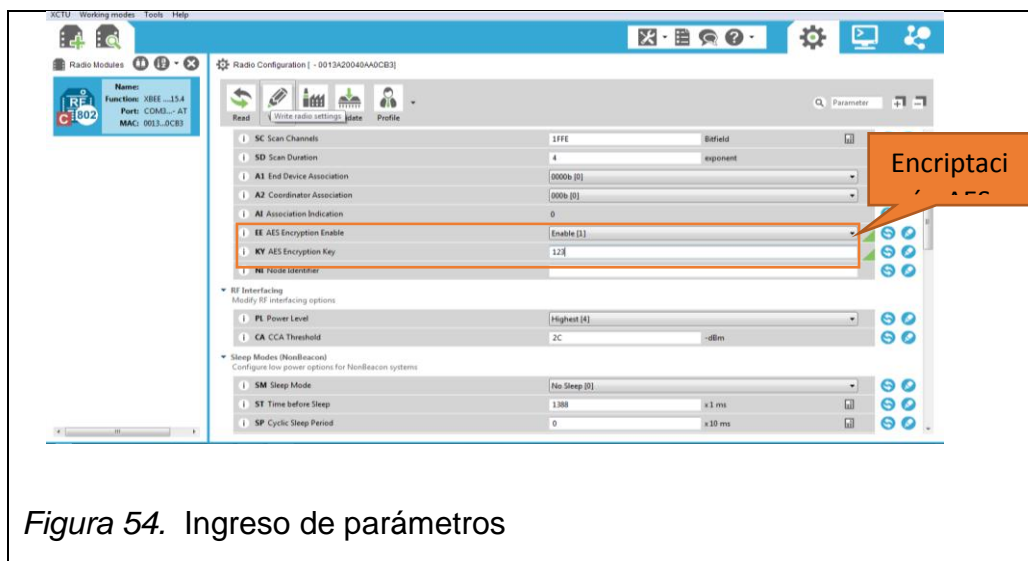 XCTU Working modes Tools Help
Radio Modules
Radio Configuration [ - 0013A20040AA0CB3]
Name:
Function: XBEE ....15.4
Port: COM3...- AT
MAC: 0013...0CB3
RF1
802
C
Read
Write radio settings
date
Profile
Parameter
SC Scan Channels 1FFE Bitfield
SD Scan Duration 4 exponent
A1 End Device Association 0000b [0]
A2 Coordinator Association 000b [0]
AI Association Indication 0
EE AES Encryption Enable Enable [1]
KY AES Encryption Key 123
NI Node Identifier
RF Interfacing
Modify RF interfacing options
PL Power Level Highest [4]
CA CCA Threshold 2C -dBm
Sleep Modes (NonBeacon)
Configure low power options for NonBeacon systems
SM Sleep Mode No Sleep [0]
ST Time before Sleep 1388 x1 ms
SP Cyclic Sleep Period 0 x10 ms
Encriptaci
Figura 54. Ingreso de parámetros